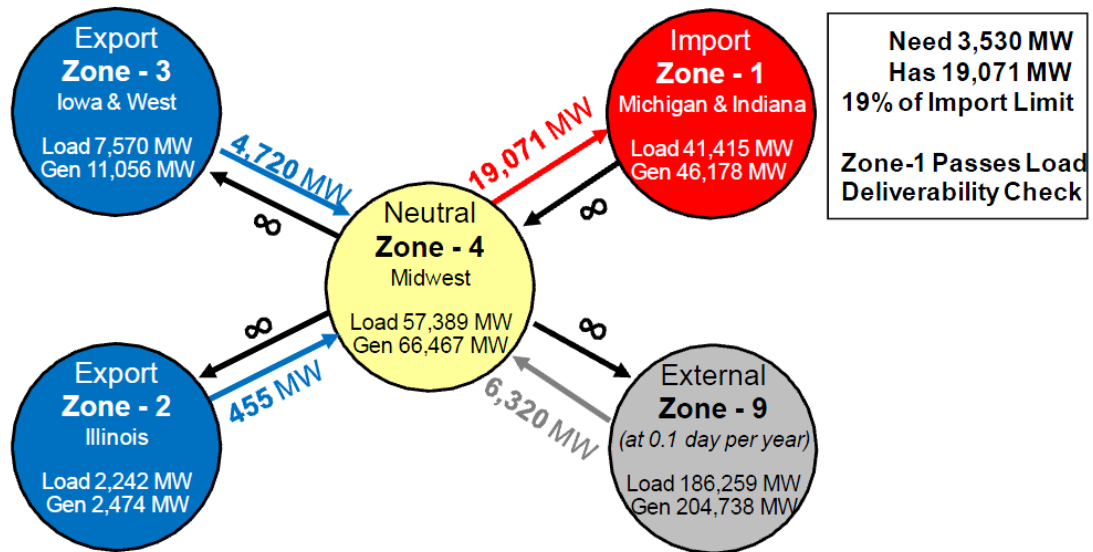 Export
Zone - 3
Iowa & West
Load 7,570 MW
Gen 11,056 MW
4,720 MW
∞
Import
Zone - 1
Michigan & Indiana
Load 41,415 MW
Gen 46,178 MW
19,071 MW
∞
Need 3,530 MW
Has 19,071 MW
19% of Import Limit
Zone-1 Passes Load
Deliverability Check
Neutral
Zone - 4
Midwest
Load 57,389 MW
Gen 66,467 MW
∞
455 MW
Export
Zone - 2
Illinois
Load 2,242 MW
Gen 2,474 MW
∞
6,320 MW
External
Zone - 9
(at 0.1 day per year)
Load 186,259 MW
Gen 204,738 MW